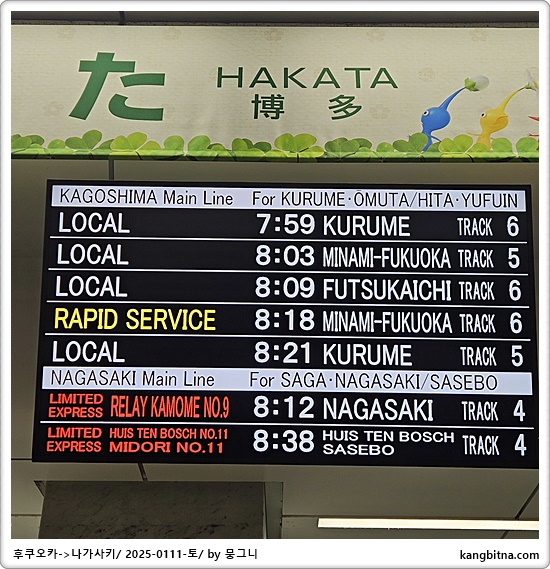 た HAKATA
博多
KAGOSHIMA Main Line For KURUME･ŌMUTA/HITA･YUFUIN
LOCAL 7:59 KURUME TRACK 6
LOCAL 8:03 MINAMI-FUKUOKA TRACK 5
LOCAL 8:09 FUTSUKAICHI TRACK 6
RAPID SERVICE 8:18 MINAMI-FUKUOKA TRACK 6
LOCAL 8:21 KURUME TRACK 5
NAGASAKI Main Line For SAGA･NAGASAKI/SASEBO
LIMITED EXPRESS RELAY KAMOME NO.9 8:12 NAGASAKI TRACK 4
LIMITED EXPRESS HUIS TEN BOSCH NO.11 MIDORI NO.11 8:38 HUIS TEN BOSCH SASEBO TRACK 4
후쿠오카->나가사키/ 2025-0111-토/ by 뭉그니 kangbitna.com